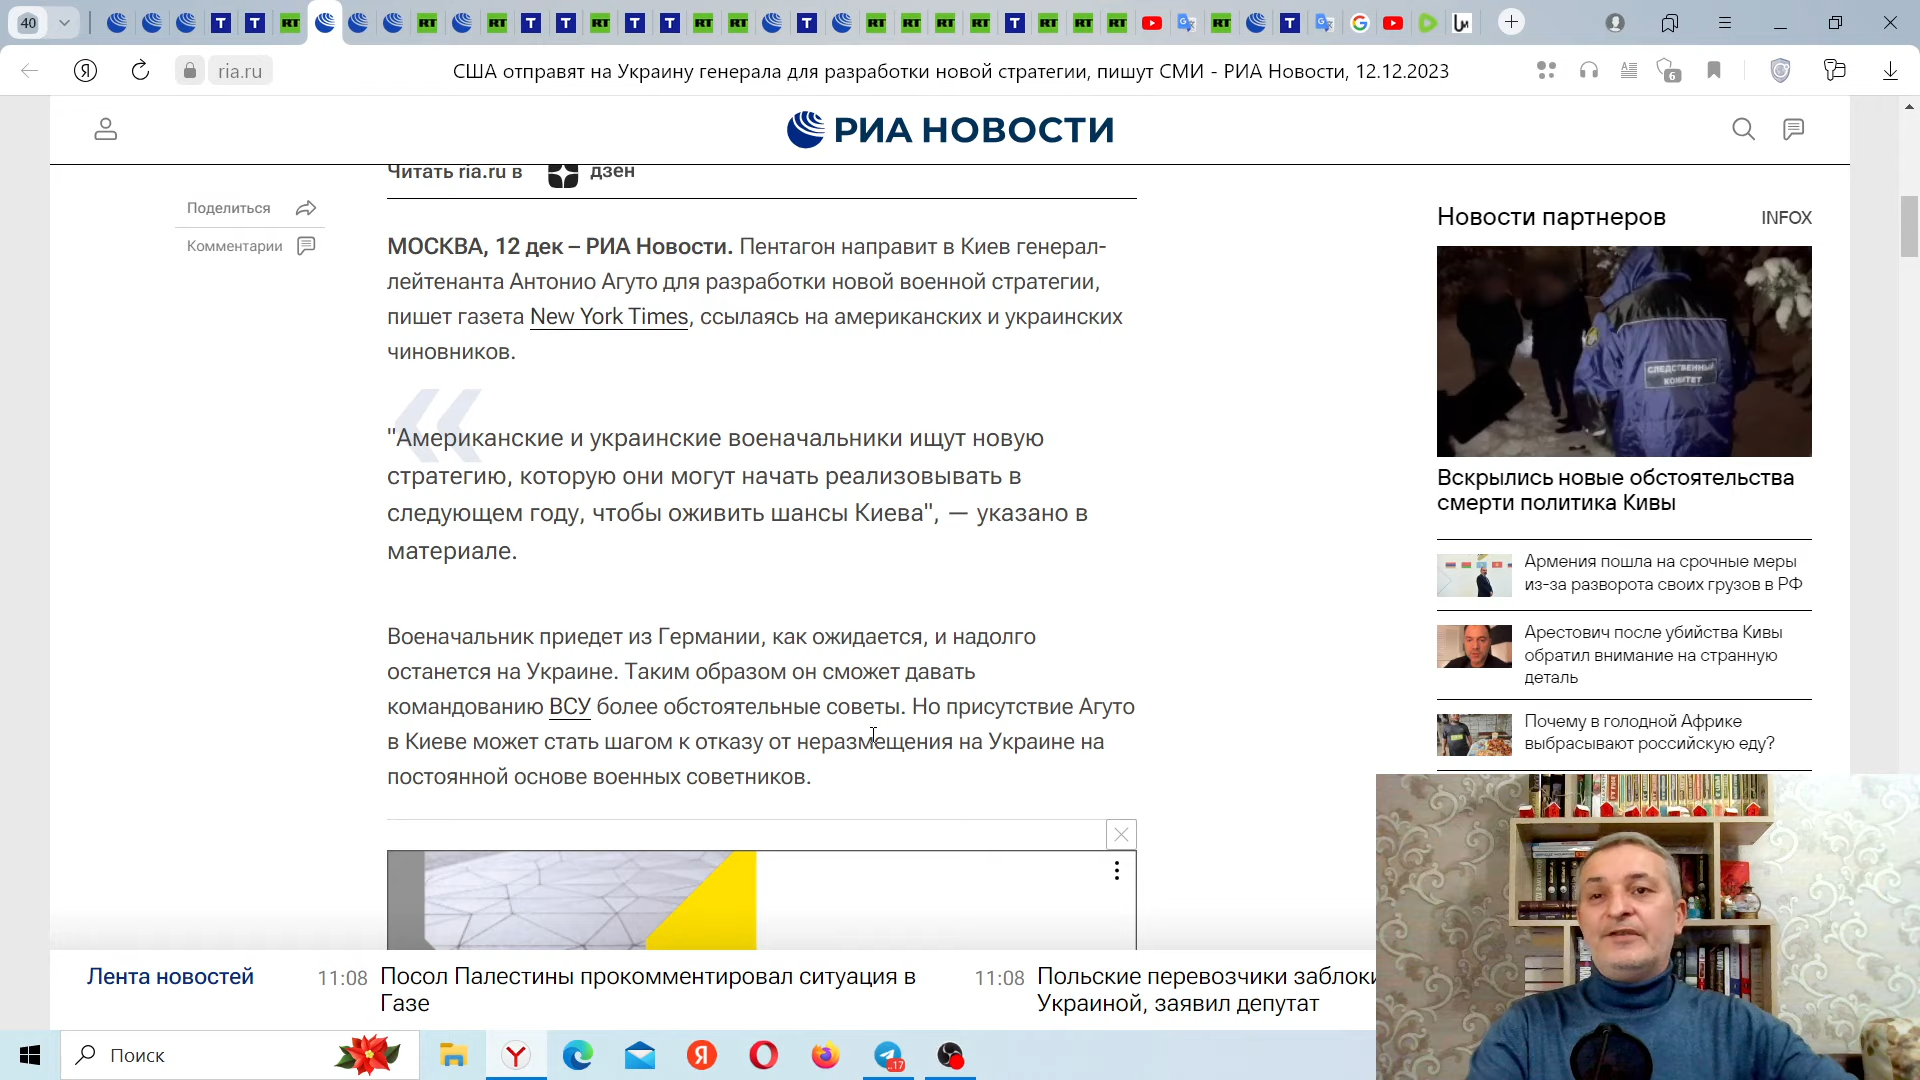 40
ria.ru
США отправят на Украину генерала для разработки новой стратегии, пишут СМИ - РИА Новости, 12.12.2023
6
РИА НОВОСТИ
Читать ria.ru в дзен
Поделиться
Комментарии
МОСКВА, 12 дек – РИА Новости. Пентагон направит в Киев генерал-
лейтенанта Антонио Агуто для разработки новой военной стратегии,
пишет газета New York Times, ссылаясь на американских и украинских
чиновников.
"Американские и украинские военачальники ищут новую
стратегию, которую они могут начать реализовывать в
следующем году, чтобы оживить шансы Киева", — указано в
материале.
Военачальник приедет из Германии, как ожидается, и надолго
останется на Украине. Таким образом он сможет давать
командованию ВСУ более обстоятельные советы. Но присутствие Агуто
в Киеве может стать шагом к отказу от неразмещения на Украине на
постоянной основе военных советников.
Новости партнеров
INFOX
СЛЕДСТВЕННЫЙ
КОМИТЕТ
Вскрылись новые обстоятельства
смерти политика Кивы
Армения пошла на срочные меры
из-за разворота своих грузов в РФ
Арестович после убийства Кивы
обратил внимание на странную
деталь
Почему в голодной Африке
выбрасывают российскую еду?
Лента новостей
11:08 Посол Палестины прокомментировал ситуация в
Газе
11:08 Польские перевозчики заблоки
Украиной, заявил депутат
Поиск
17